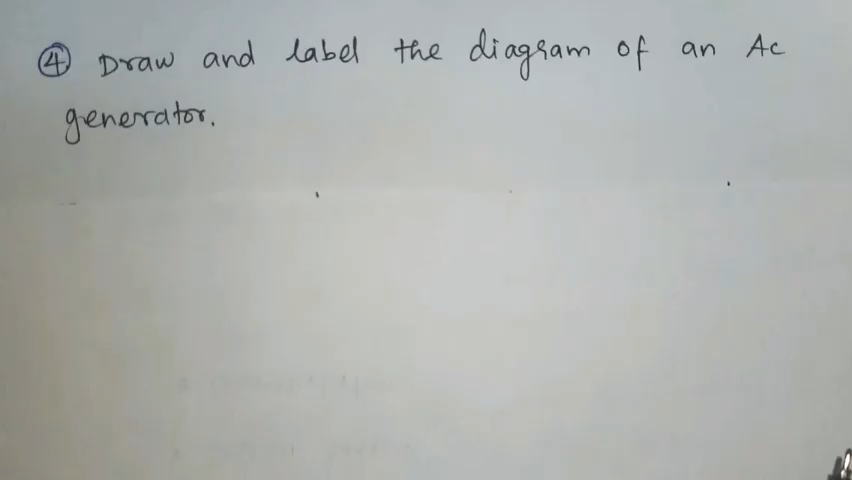 ④ Draw and label the diagram of an Ac
generator.